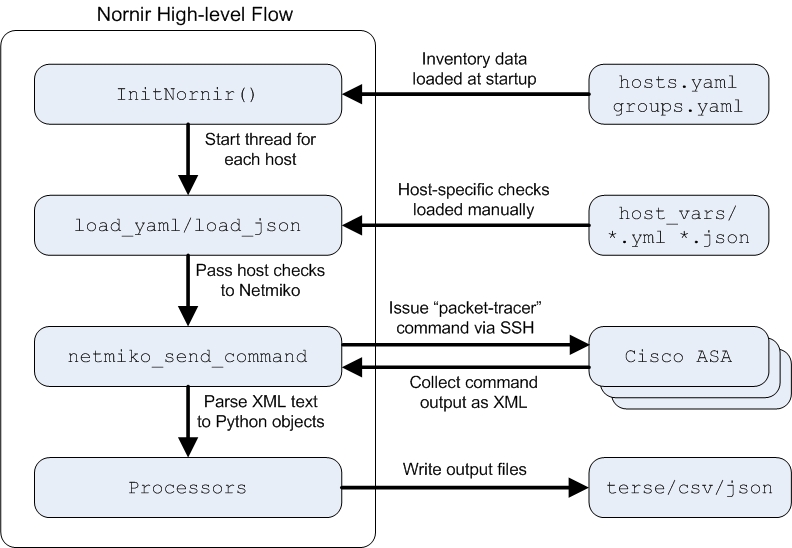 Nornir High-level Flow
Inventory data
loaded at startup
InitNornir()
hosts.yaml
groups.yaml
Start thread for
each host
Host-specific checks
loaded manually
load_yaml/load_json
host_vars/
*.yml *.json
Pass host checks
to Netmiko
Issue “packet-tracer”
command via SSH
netmiko_send_command
Cisco ASA
Collect command
output as XML
Parse XML text
to Python objects
Write output files
Processors
terse/csv/json